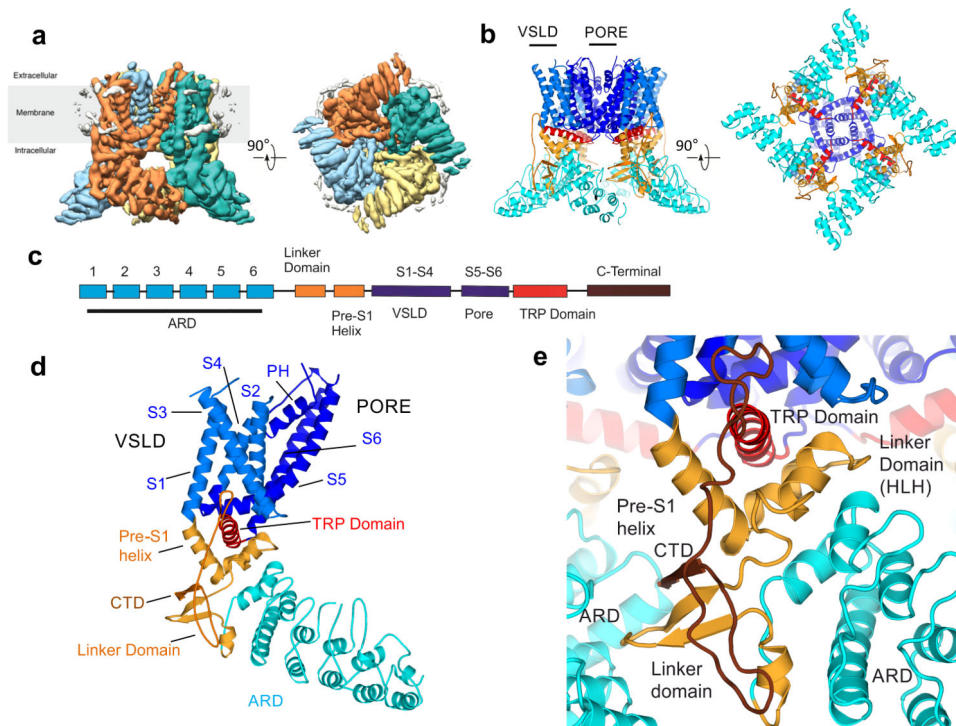 a
Extracellular
Membrane
Intracellular
90°
b
VSLD
PORE
90°
c
1 2 3 4 5 6
Linker
Domain
S1-S4
S5-S6
C-Terminal
ARD
Pre-S1
Helix
VSLD
Pore
TRP Domain
d
S4
S2
PH
PORE
S3
VSLD
S6
S1
S5
TRP Domain
Pre-S1
helix
CTD
Linker Domain
ARD
e
TRP Domain
Linker
Domain
(HLH)
Pre-S1
helix
CTD
ARD
Linker
domain
ARD